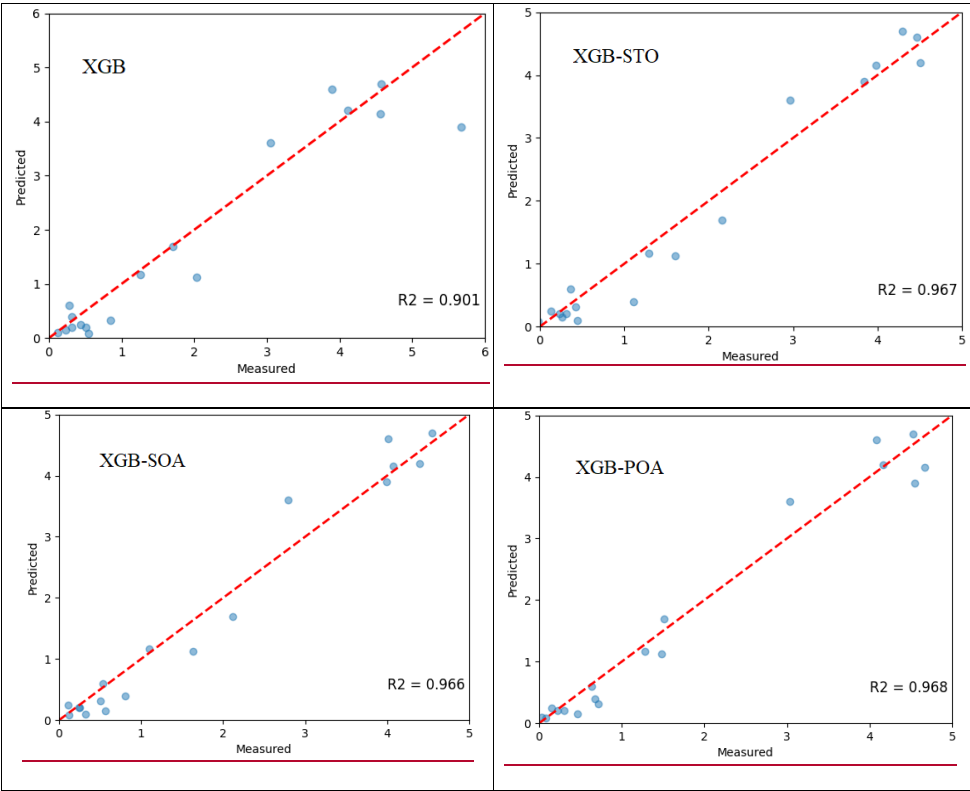 6
5
XGB
4
Predicted
3
2
1
R2 = 0.901
0
0 1 2 3 4 5 6
Measured
5
XGB-STO
4
3
Predicted
2
1
R2 = 0.967
0
0 1 2 3 4 5
Measured
5
XGB-SOA
4
3
Predicted
2
1
R2 = 0.966
0
0 1 2 3 4 5
Measured
5
XGB-POA
4
3
Predicted
2
1
R2 = 0.968
0
0 1 2 3 4 5
Measured